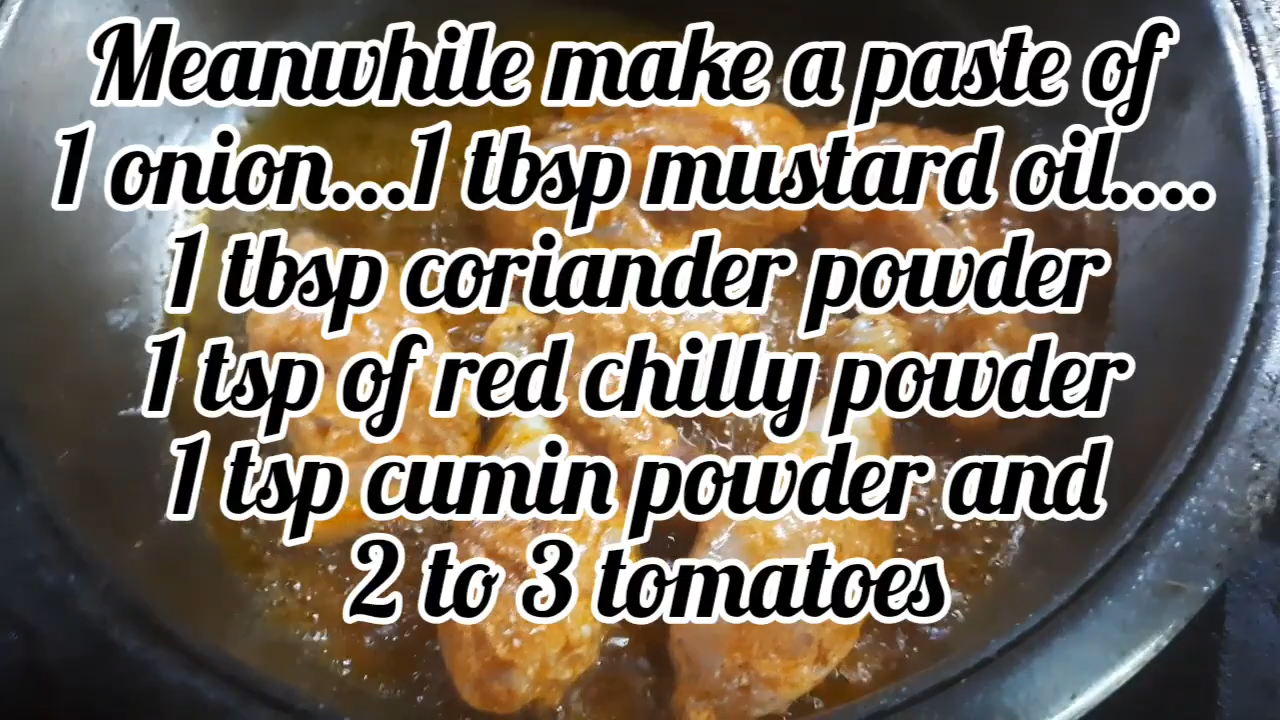 Meanwhile make a paste of
1 onion...1 tbsp mustard oil....
1 tbsp coriander powder
1 tsp of red chilly powder
1 tsp cumin powder and
2 to 3 tomatoes